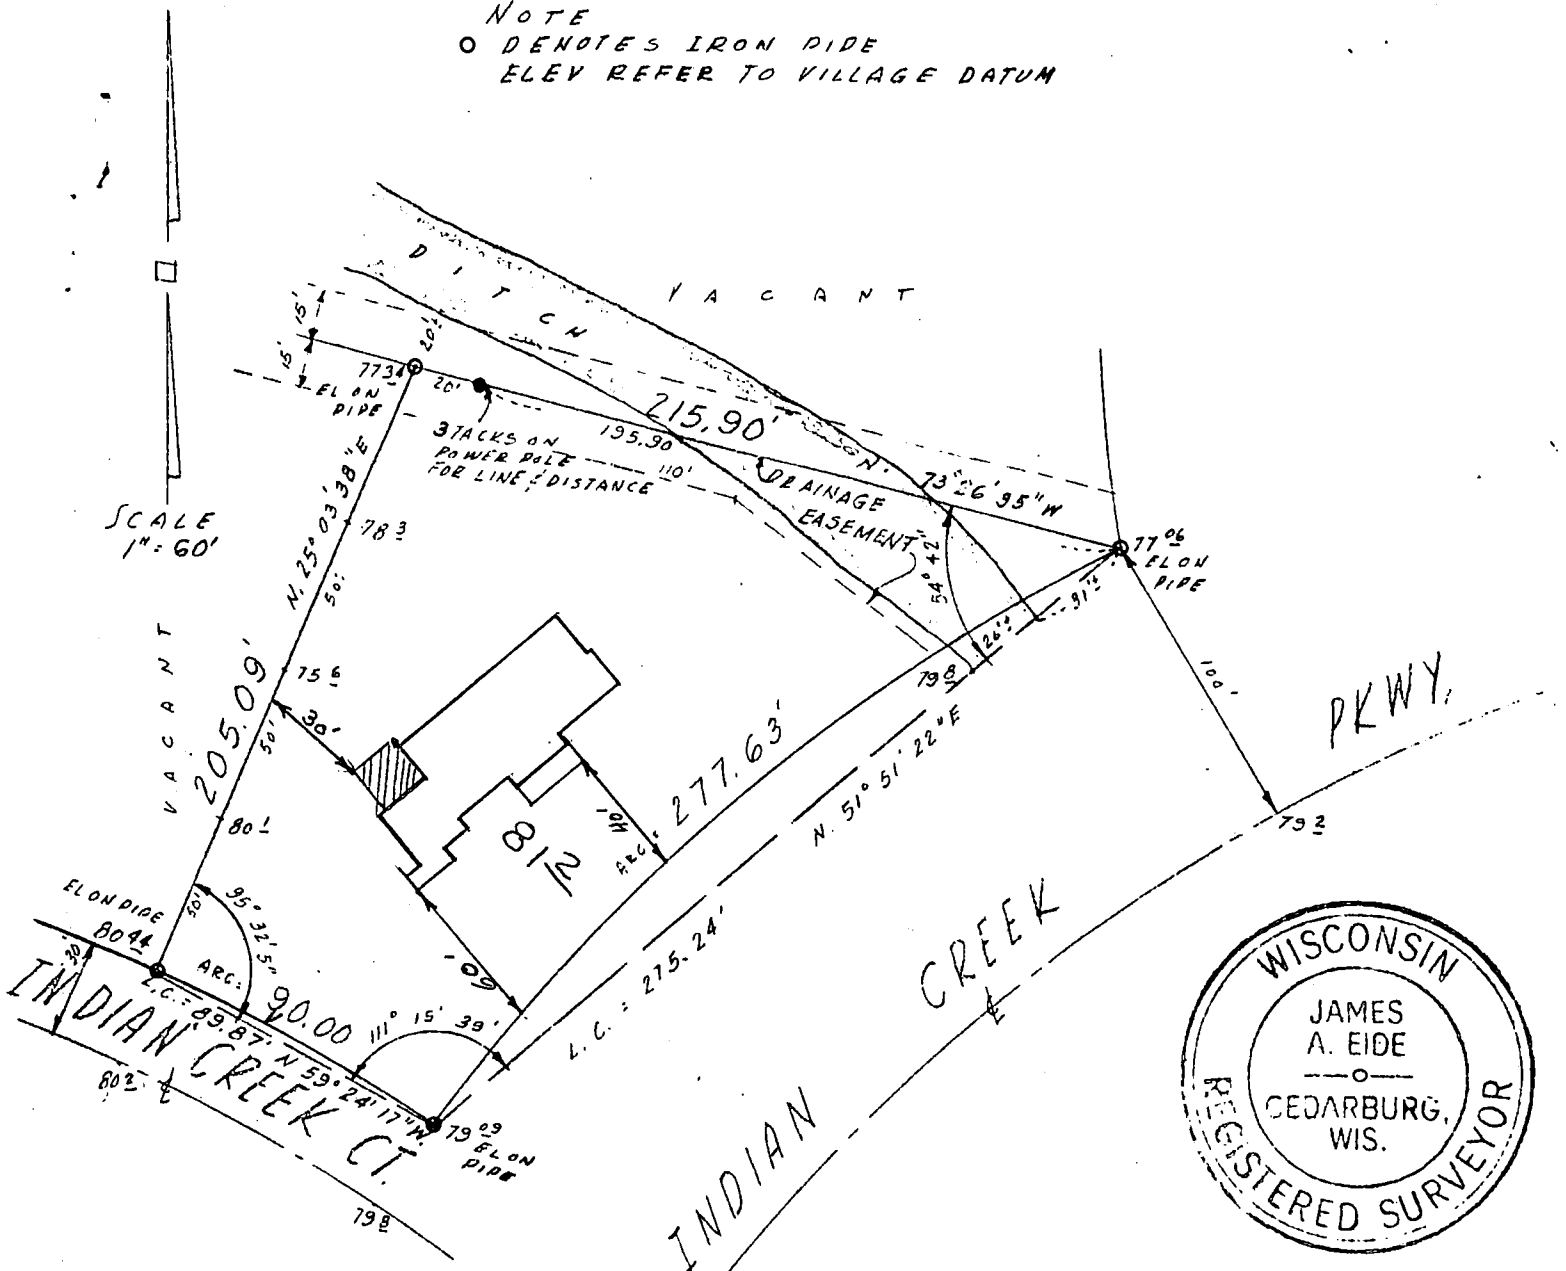 NOTE
O DENOTES IRON PIPE
ELEV REFER TO VILLAGE DATUM
DITCH
VACANT
15'
15'
20'±
77 34
EL ON
PIPE
20'
3 TACKS ON
POWER POLE
FOR LINE & DISTANCE
215.90'
195.90
110'
N.
73° 26' 95" W
DRAINAGE
EASEMENT
54° 42"
77 06
EL ON
PIPE
SCALE
1" = 60'
N. 25° 03' 38" E
205.09'
78 3
50'
75 6
50'
80 1
50'
VACANT
30'
40'
60'
812
ARC = 277.63'
79 8
26'±
31'±
N. 51° 51' 22" E
L.C. = 275.24'
100'
79 2
INDIAN CREEK PKWY.
EL ON PIPE
80 44
30'
95° 32' 5"
ARC = 90.00
L.C. = 89.87' N 59° 24' 17" W.
111° 15' 39'
79 09
EL ON
PIPE
INDIAN CREEK CT.
80 3
79 8
WISCONSIN
JAMES
A. EIDE
CEDARBURG,
WIS.
REGISTERED SURVEYOR